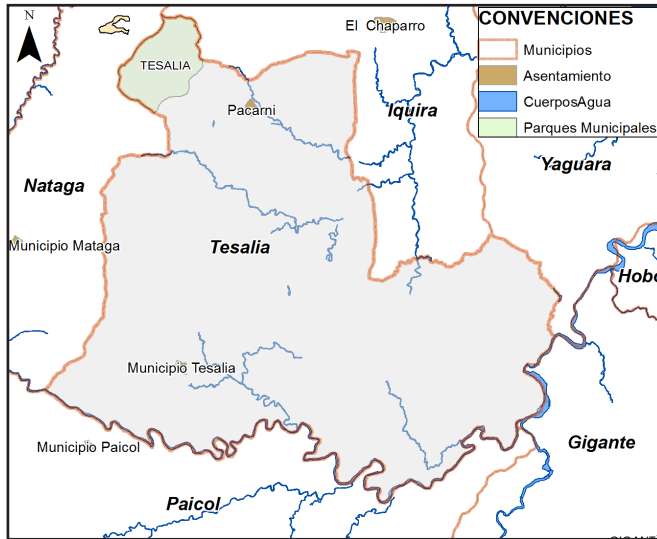 N
El Chaparro
CONVENCIONES
Municipios
Asentamiento
CuerposAgua
Parques Municipales
TESALIA
Pacarni
Iquira
Yaguara
Nataga
Municipio Mataga
Tesalia
Hobo
Municipio Tesalia
Municipio Paicol
Gigante
Paicol